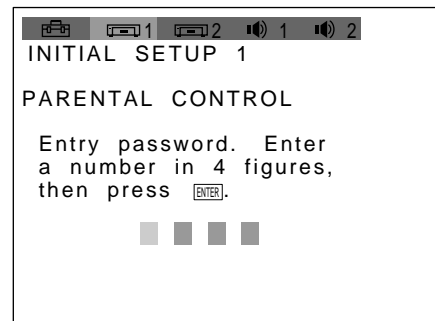 1 2 1 2
INITIAL SETUP 1
PARENTAL CONTROL
Entry password. Enter
a number in 4 figures,
then press ENTER.